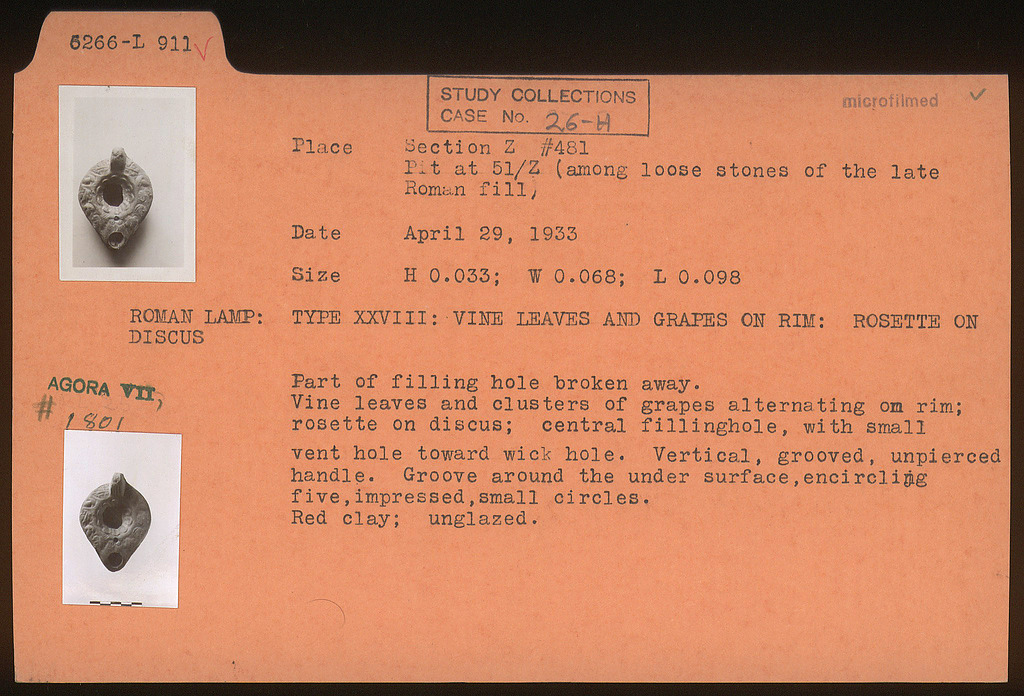 6266-L 911
STUDY COLLECTIONS
CASE No. 26-H
microfilmed
Place Section Z #481
Pit at 51/Z (among loose stones of the late
Roman fill)
Date April 29, 1933
Size H 0.033; W 0.068; L 0.098
ROMAN LAMP: TYPE XXVIII: VINE LEAVES AND GRAPES ON RIM: ROSETTE ON
DISCUS
AGORA VII,
# 1801
Part of filling hole broken away.
Vine leaves and clusters of grapes alternating on rim;
rosette on discus; central fillinghole, with small
vent hole toward wick hole. Vertical, grooved, unpierced
handle. Groove around the under surface,encircling
five,impressed,small circles.
Red clay; unglazed.